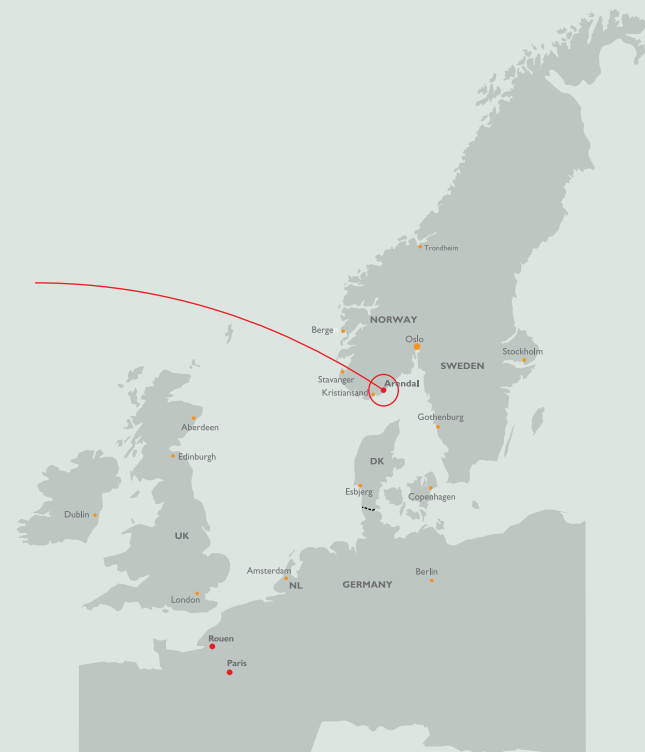 Trondheim
NORWAY
Berge
Oslo
Stockholm
SWEDEN
Stavanger
Arendal
Kristiansand
Gothenburg
Aberdeen
Edinburgh
DK
Esbjerg
Copenhagen
Dublin
UK
Amsterdam
NL
GERMANY
Berlin
London
Rouen
Paris